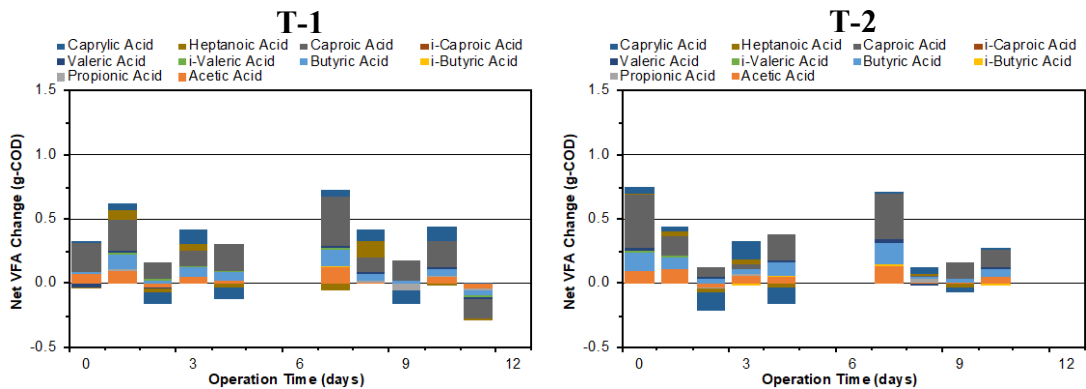 T-1
Caprylic Acid Heptanoic Acid Caproic Acid i-Caproic Acid
Valeric Acid i-Valeric Acid Butyric Acid i-Butyric Acid
Propionic Acid Acetic Acid
1.5
1.0
0.5
0.0
-0.5
Net VFA Change (g-COD)
0 3 6 9 12
Operation Time (days)
T-2
Caprylic Acid Heptanoic Acid Caproic Acid i-Caproic Acid
Valeric Acid i-Valeric Acid Butyric Acid i-Butyric Acid
Propionic Acid Acetic Acid
1.5
1.0
0.5
0.0
-0.5
Net VFA Change (g-COD)
0 3 6 9 12
Operation Time (days)